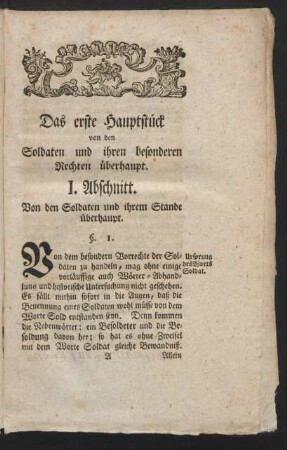 Das erste Hauptstück
von den
Soldaten und ihren besonderen
Rechten überhaupt.
I. Abschnitt.
Von den Soldaten und ihrem Stande
überhaupt.
§. 1.
Von dem besondern Vorrechte der Sol-
daten zu handeln, mag ohne einige
vorläuffige auch Wörter-Abhand-
lung und historische Untersuchung nicht geschehen.
Es fällt mithin sofort in die Augen, daß die
Benennung eines Soldaten wohl müsse von dem
Worte Sold entstanden seyn. Denn kommen
die Nebenwörter: ein Besoldeter und die Be-
soldung davon her; so hat es ohne Zweifel
mit dem Worte Soldat gleiche Bewandniß.
Ursprung
des Worts
Soldat.
A Allein